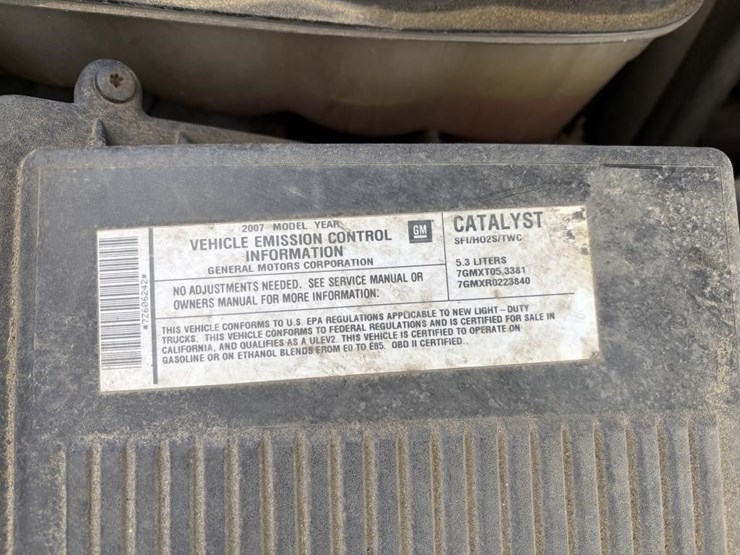 2007 MODEL YEAR
VEHICLE EMISSION CONTROL
INFORMATION
GENERAL MOTORS CORPORATION
GM
NO ADJUSTMENTS NEEDED. SEE SERVICE MANUAL OR
OWNERS MANUAL FOR MORE INFORMATION.
CATALYST
SFI/HO2S/TWC
5.3 LITERS
7GMXT05.3381
7GMXR0223840
THIS VEHICLE CONFORMS TO U.S. EPA REGULATIONS APPLICABLE TO NEW LIGHT - DUTY
TRUCKS. THIS VEHICLE CONFORMS TO FEDERAL REGULATIONS AND IS CERTIFIED FOR SALE IN
CALIFORNIA, AND QUALIFIES AS A ULEV2. THIS VEHICLE IS CERTIFIED TO OPERATE ON
GASOLINE OR ON ETHANOL BLENDS FROM E0 TO E85. OBD II CERTIFIED.
*7Z606242*